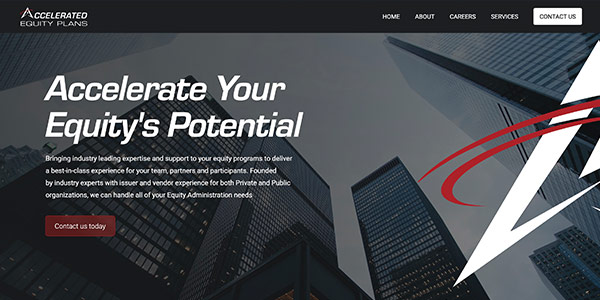 ACCELERATED
EQUITY PLANS
HOME ABOUT CAREERS SERVICES CONTACT US
Accelerate Your
Equity's Potential
Bringing industry leading expertise and support to your equity programs to deliver
a best-in-class experience for your team, partners and participants. Founded
by industry experts with issuer and vendor experience for both Private and Public
organizations, we can handle all of your Equity Administration needs
Contact us today